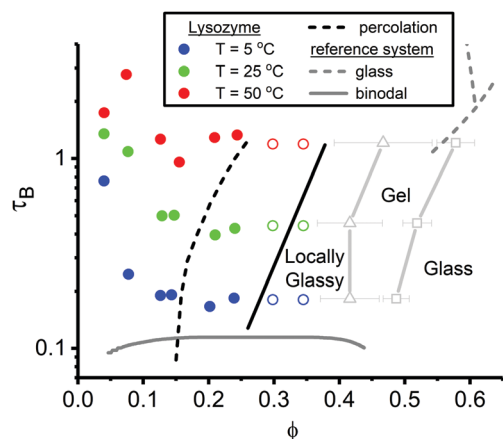 Lysozyme
T = 5 °C
T = 25 °C
T = 50 °C
percolation
reference system
glass
binodal
τB
1
0.1
Gel
Locally
Glassy
Glass
0.0 0.1 0.2 0.3 0.4 0.5 0.6
ϕ